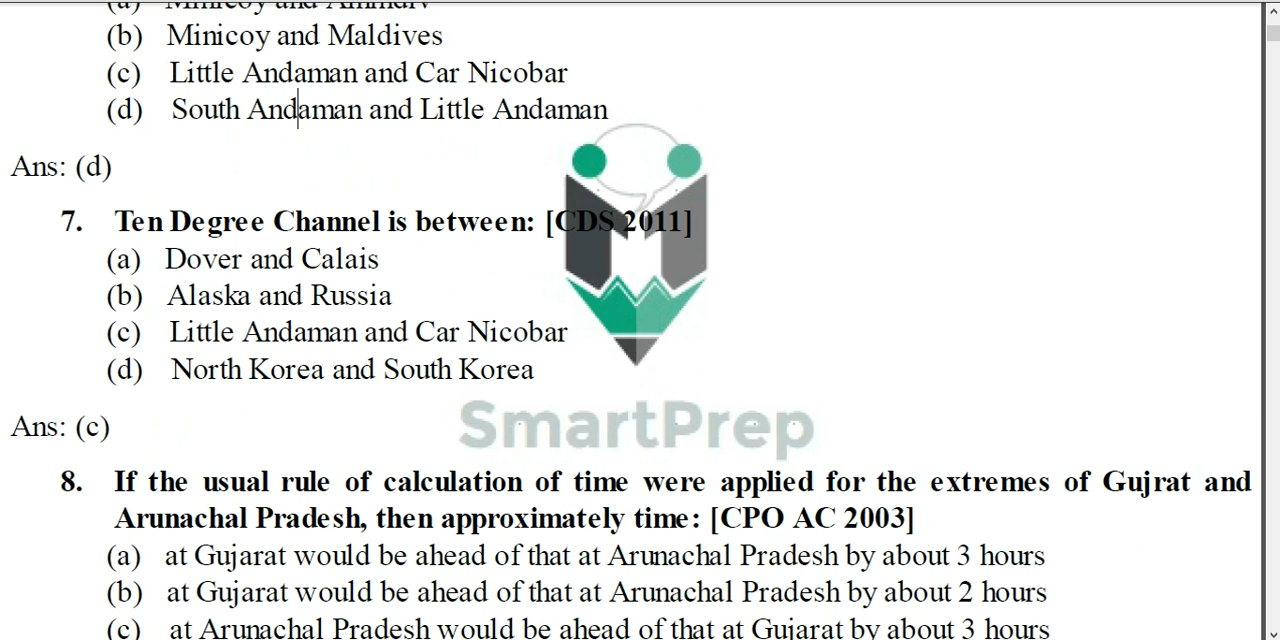 (b) Minicoy and Maldives
(c) Little Andaman and Car Nicobar
(d) South Andaman and Little Andaman
Ans: (d)
7. Ten Degree Channel is between: [CDS 2011]
(a) Dover and Calais
(b) Alaska and Russia
(c) Little Andaman and Car Nicobar
(d) North Korea and South Korea
SmartPrep
Ans: (c)
8. If the usual rule of calculation of time were applied for the extremes of Gujrat and
Arunachal Pradesh, then approximately time: [CPO AC 2003]
(a) at Gujarat would be ahead of that at Arunachal Pradesh by about 3 hours
(b) at Gujarat would be ahead of that at Arunachal Pradesh by about 2 hours
(c) at Arunachal Pradesh would be ahead of that at Gujarat by about 3 hours